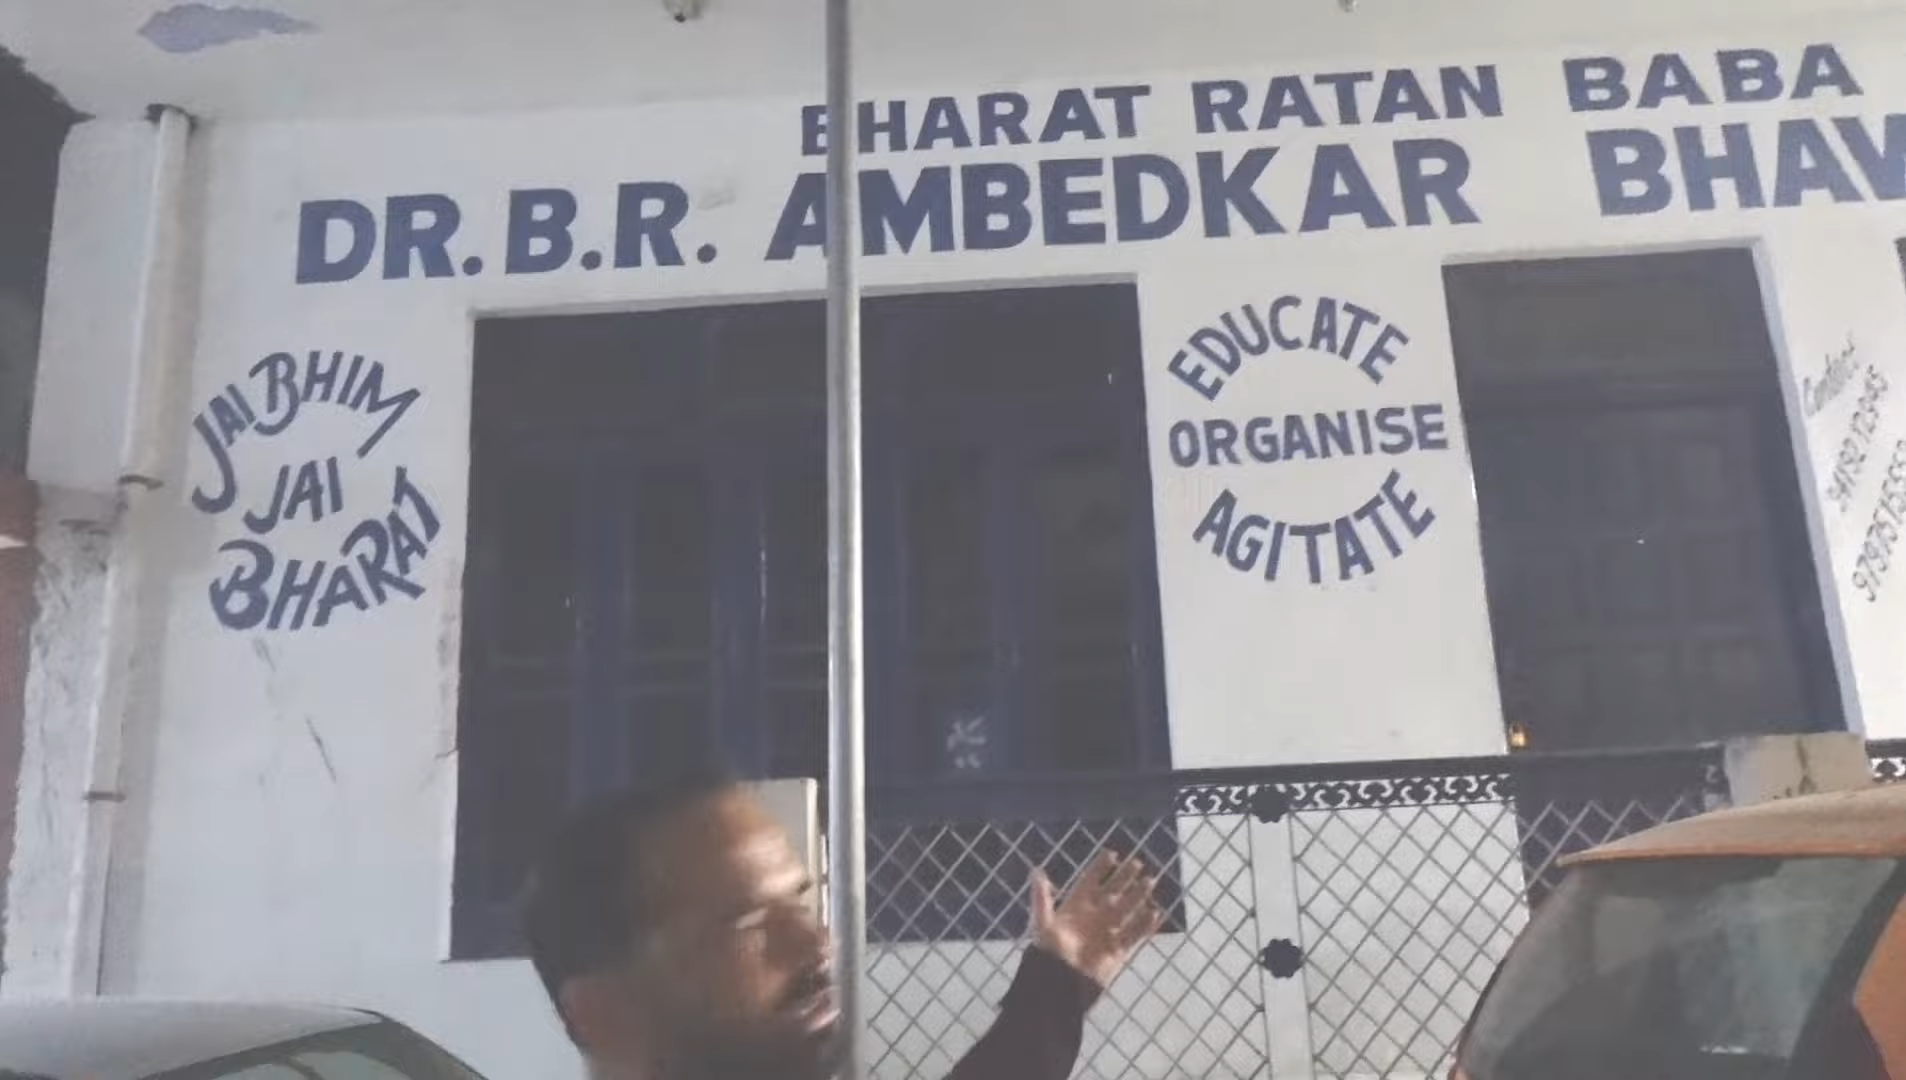 BHARAT RATAN BABA
DR. B.R. AMBEDKAR BHAV
JAI BHIM
JAI
BHARAT
EDUCATE
ORGANISE
AGITATE